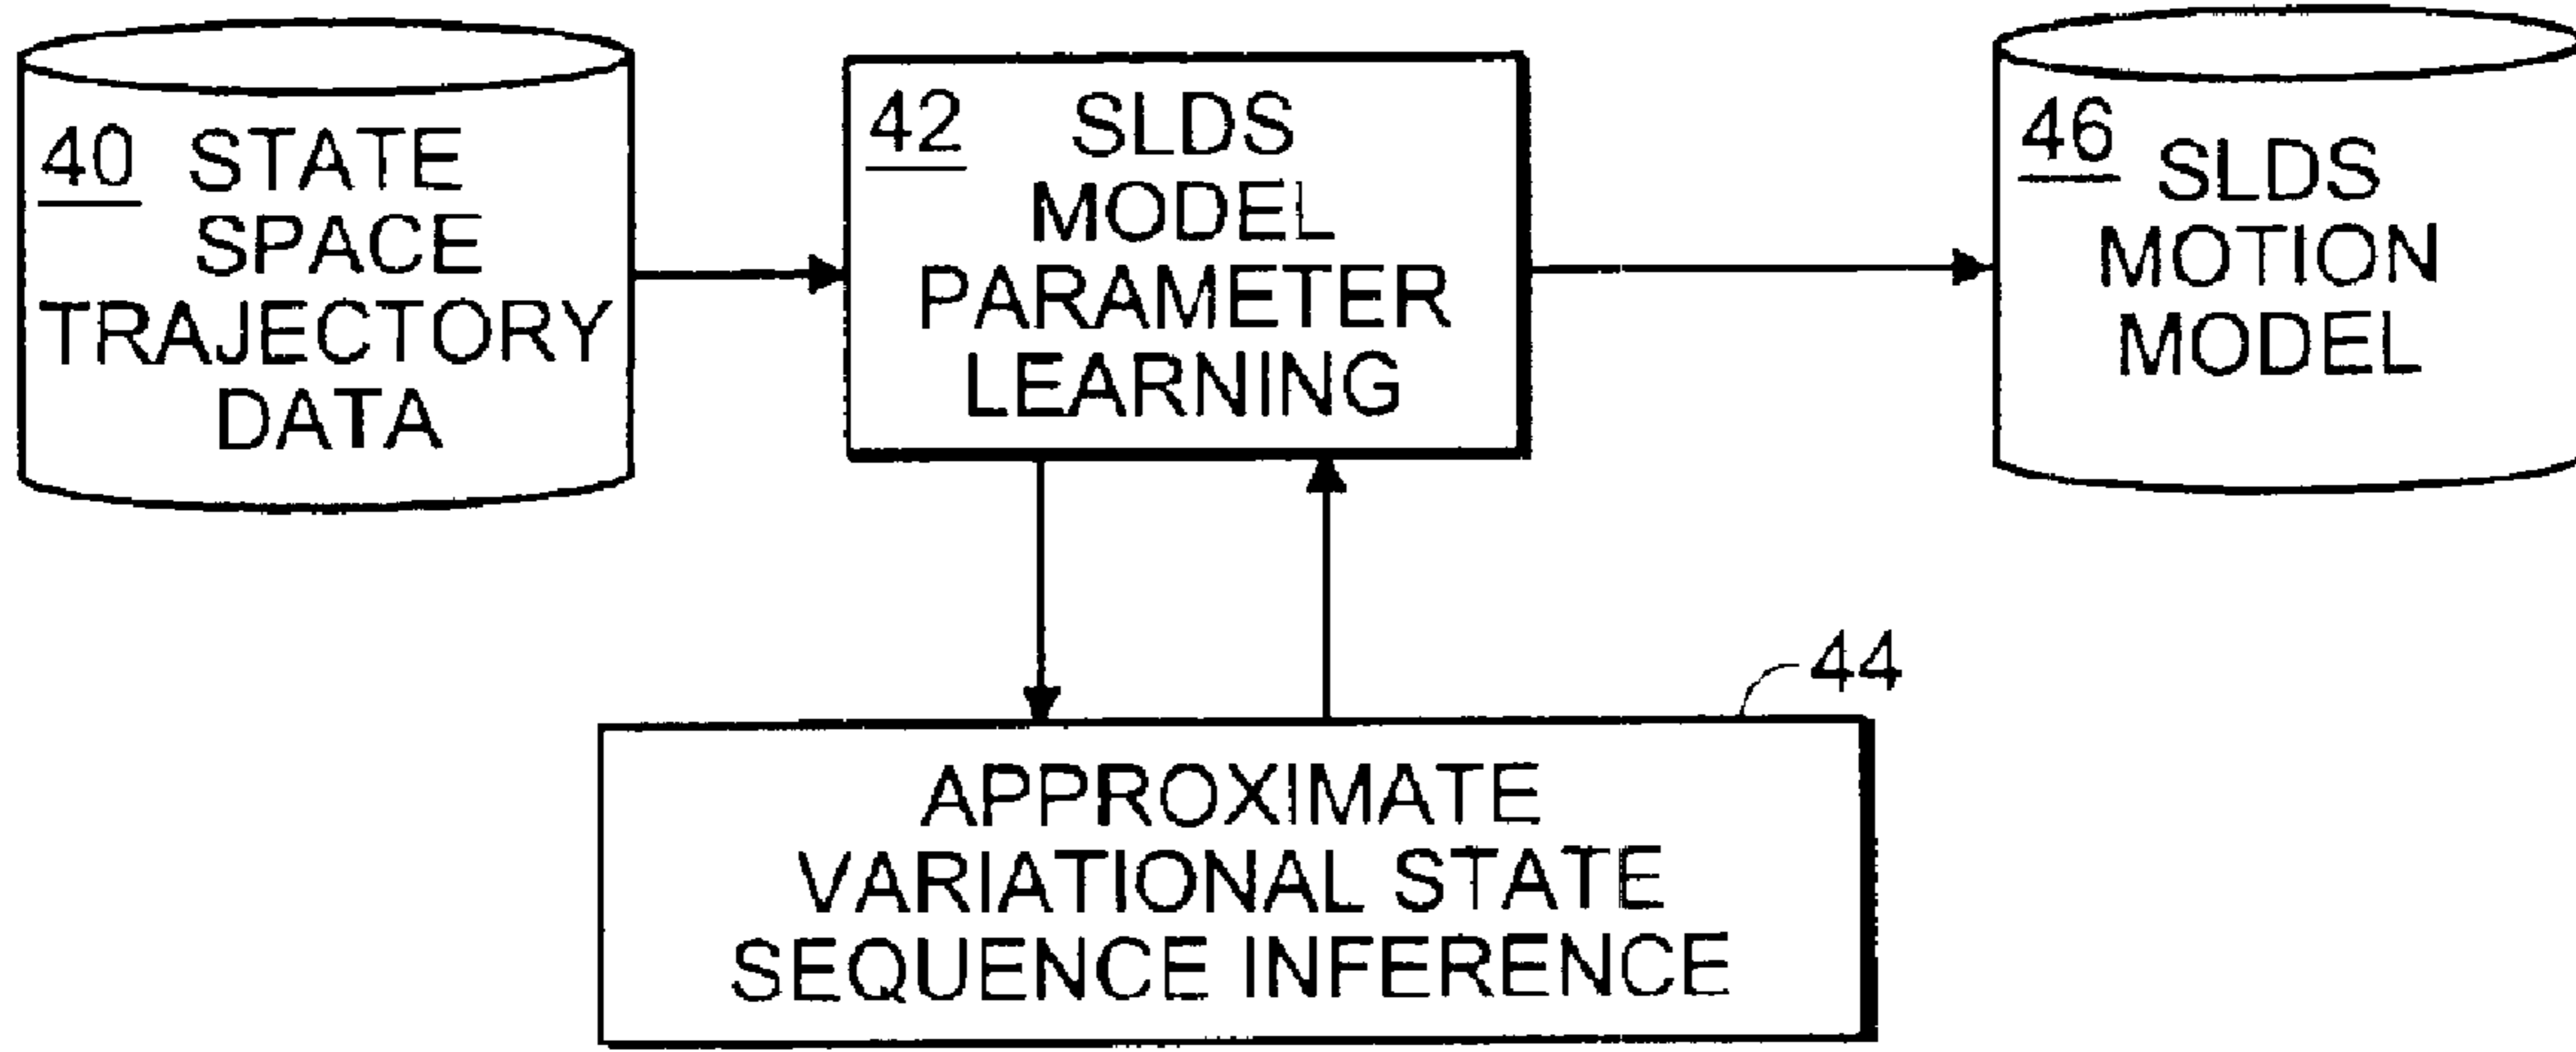 40 STATE
SPACE
TRAJECTORY
DATA
42 SLDS
MODEL
PARAMETER
LEARNING
46 SLDS
MOTION
MODEL
44
APPROXIMATE
VARIATIONAL STATE
SEQUENCE INFERENCE